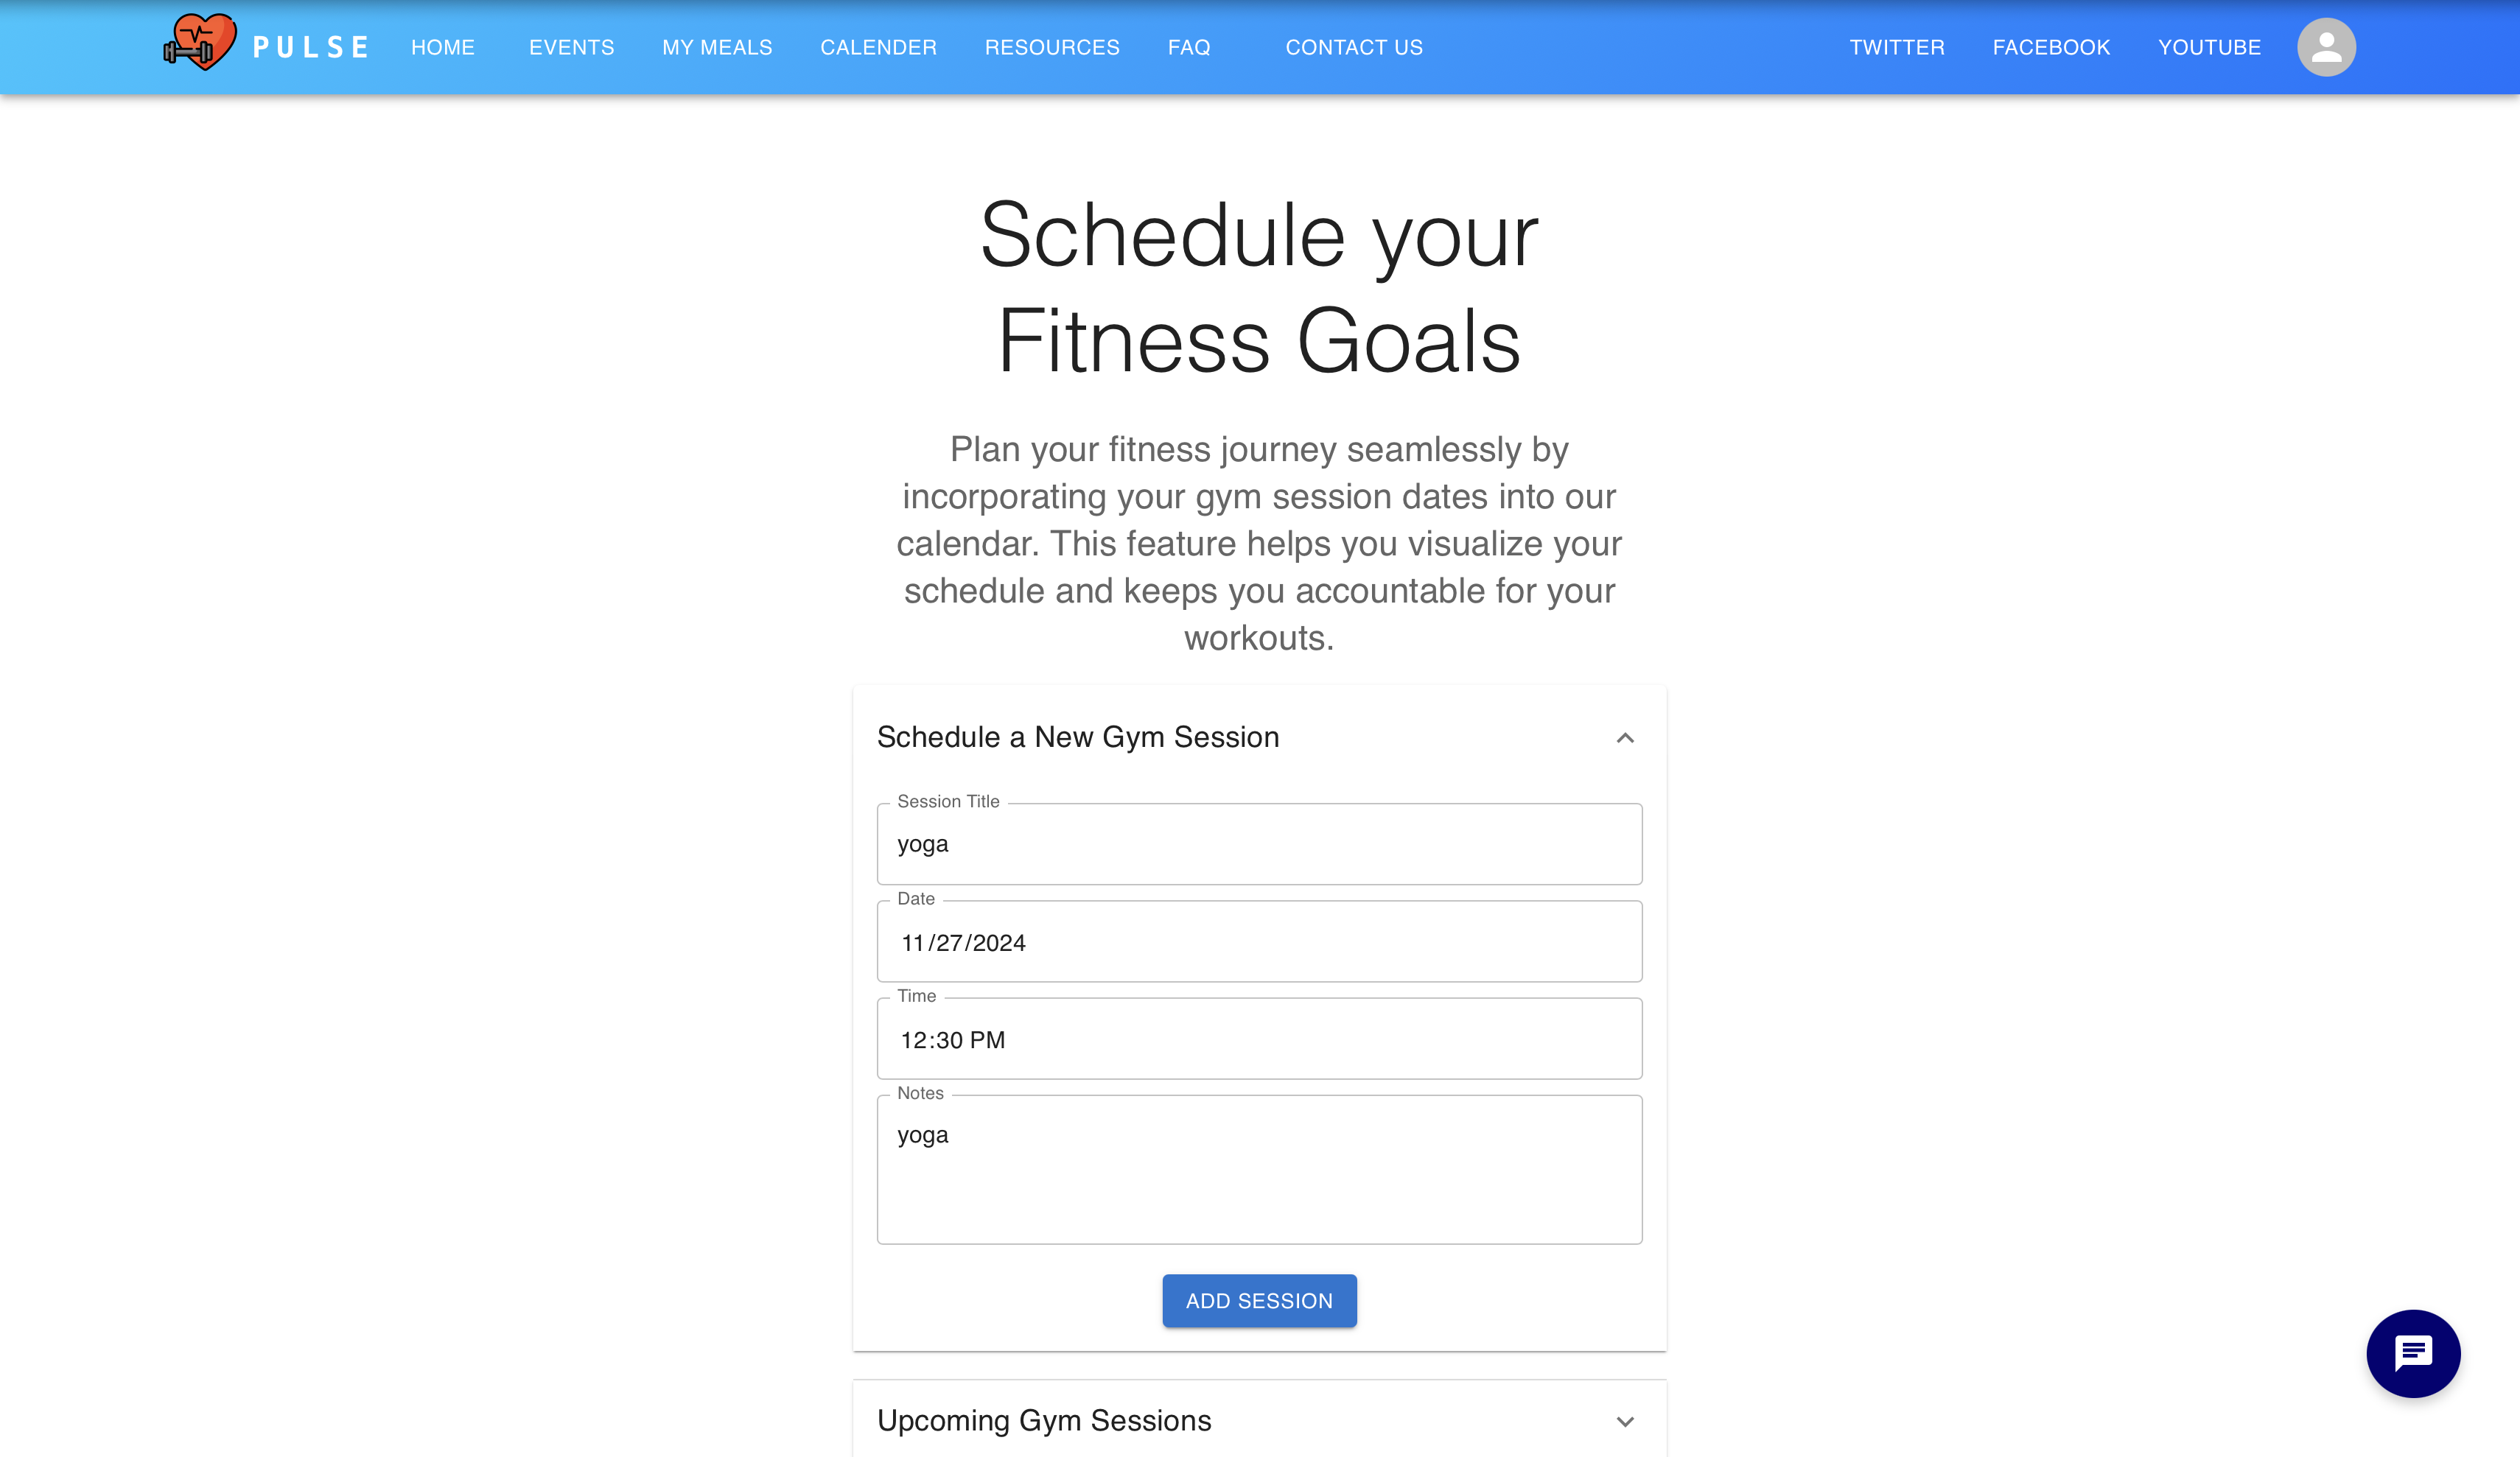 PULSE HOME EVENTS MY MEALS CALENDER RESOURCES FAQ CONTACT US TWITTER FACEBOOK YOUTUBE
Schedule your
Fitness Goals
Plan your fitness journey seamlessly by
incorporating your gym session dates into our
calendar. This feature helps you visualize your
schedule and keeps you accountable for your
workouts.
Schedule a New Gym Session
Session Title
yoga
Date
11/27/2024
Time
12:30 PM
Notes
yoga
ADD SESSION
Upcoming Gym Sessions